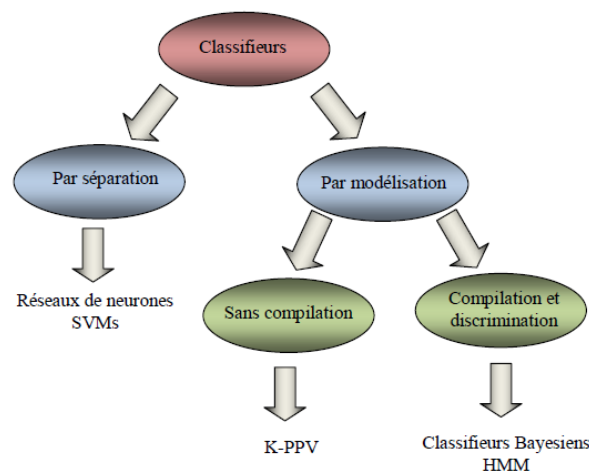 Classifieurs
Par séparation
Par modélisation
Réseaux de neurones
SVMs
Sans compilation
Compilation et
discrimination
K-PPV
Classifieurs Bayesiens
HMM